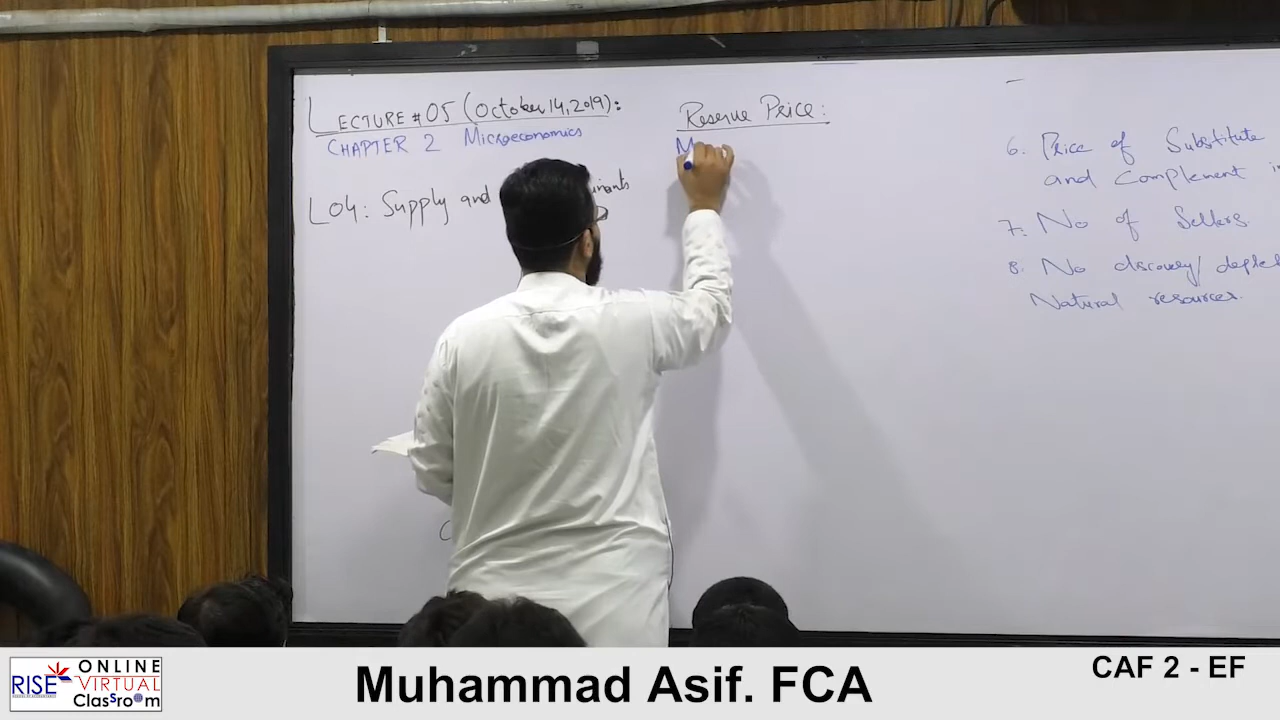 LECTURE # 05 (October 14, 2019):
CHAPTER 2 Microeconomics
LO4: Supply and
Reserve Price:
M
6. Price of Substitute
and Complement
7. No of Sellers
8. No discovery/
Natural resources.
RISE
ONLINE
VIRTUAL
Classroom
Muhammad Asif. FCA
CAF 2 - EF